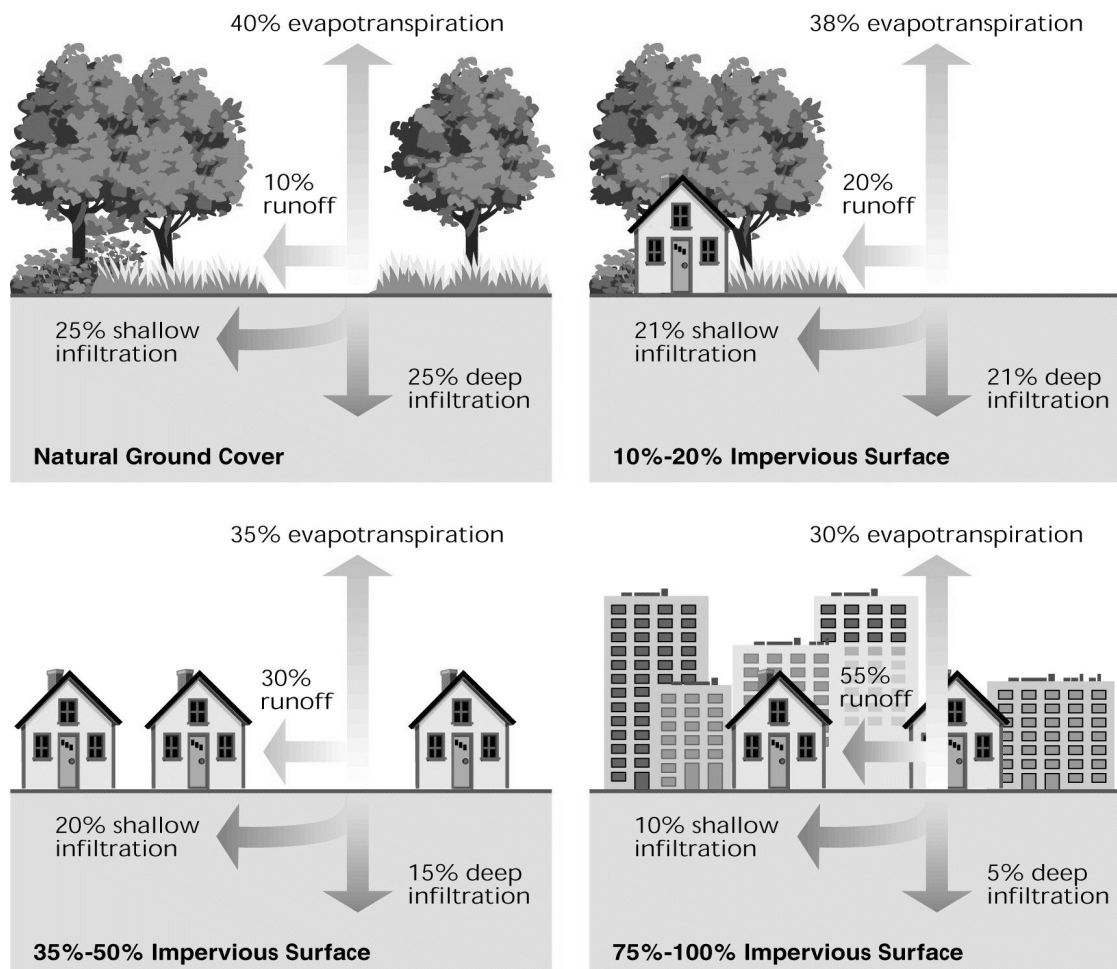 40% evapotranspiration
10%
runoff
25% shallow
infiltration
25% deep
infiltration
Natural Ground Cover
38% evapotranspiration
20%
runoff
21% shallow
infiltration
21% deep
infiltration
10%-20% Impervious Surface
35% evapotranspiration
30%
runoff
20% shallow
infiltration
15% deep
infiltration
35%-50% Impervious Surface
30% evapotranspiration
55%
runoff
10% shallow
infiltration
5% deep
infiltration
75%-100% Impervious Surface